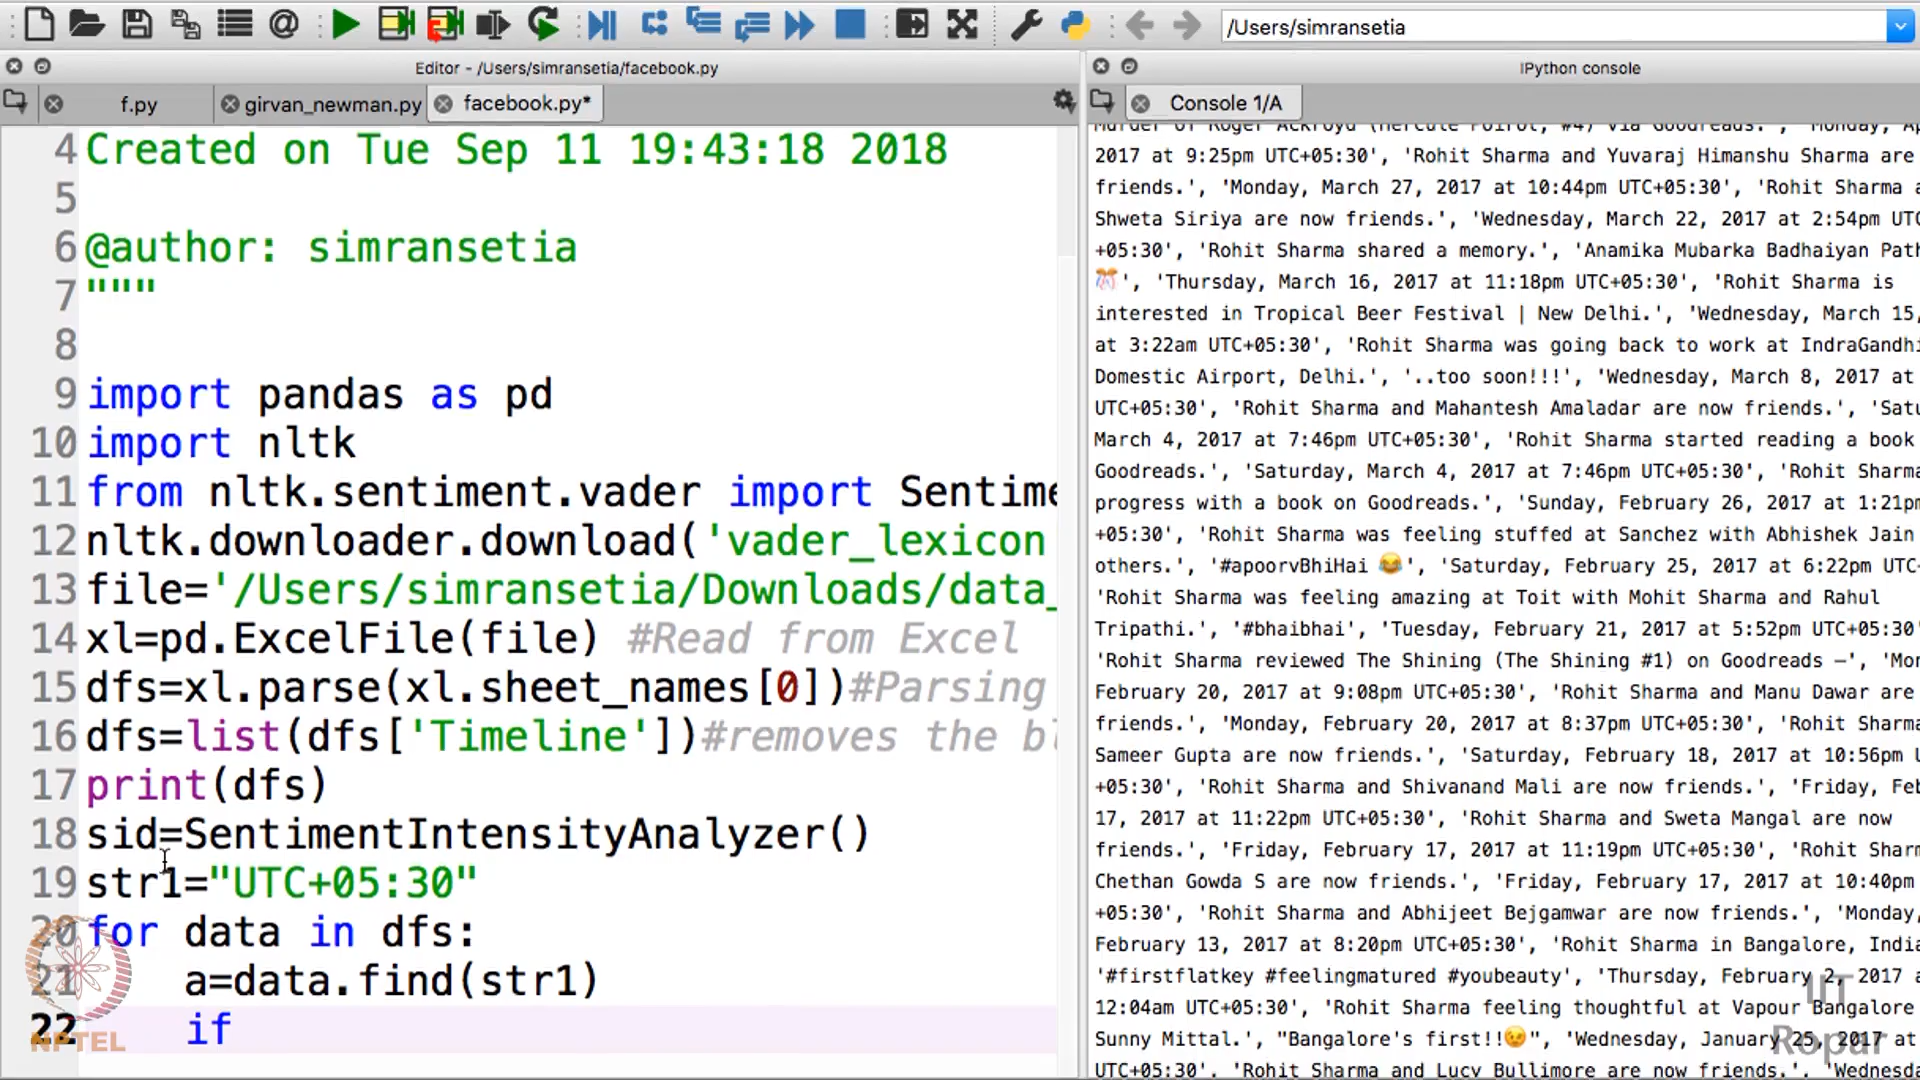 /Users/simransetia
Editor - /Users/simransetia/facebook.py
IPython console
f.py
girvan_newman.py
facebook.py*
Console 1/A
4 Created on Tue Sep 11 19:43:18 2018
5
6 @author: simransetia
7 """
8
9 import pandas as pd
10 import nltk
11 from nltk.sentiment.vader import Sentime
12 nltk.downloader.download('vader_lexicon
13 file='/Users/simransetia/Downloads/data_
14 xl=pd.ExcelFile(file) #Read from Excel
15 dfs=xl.parse(xl.sheet_names[0])#Parsing
16 dfs=list(dfs['Timeline'])#removes the bl
17 print(dfs)
18 sid=SentimentIntensityAnalyzer()
19 str1="UTC+05:30"
20 for data in dfs:
21 a=data.find(str1)
22 if
Murder of Roger Ackroyd (Hercule Poirot, #4) via Goodreads.', 'Monday, Ap
2017 at 9:25pm UTC+05:30', 'Rohit Sharma and Yuvaraj Himanshu Sharma are
friends.', 'Monday, March 27, 2017 at 10:44pm UTC+05:30', 'Rohit Sharma a
Shweta Siriya are now friends.', 'Wednesday, March 22, 2017 at 2:54pm UTC
+05:30', 'Rohit Sharma shared a memory.', 'Anamika Mubarka Badhaiyan Path
🎊', 'Thursday, March 16, 2017 at 11:18pm UTC+05:30', 'Rohit Sharma is
interested in Tropical Beer Festival | New Delhi.', 'Wednesday, March 15,
at 3:22am UTC+05:30', 'Rohit Sharma was going back to work at IndraGandhi
Domestic Airport, Delhi.', '..too soon!!!', 'Wednesday, March 8, 2017 at
UTC+05:30', 'Rohit Sharma and Mahantesh Amaladar are now friends.', 'Satu
March 4, 2017 at 7:46pm UTC+05:30', 'Rohit Sharma started reading a book
Goodreads.', 'Saturday, March 4, 2017 at 7:46pm UTC+05:30', 'Rohit Sharma
progress with a book on Goodreads.', 'Sunday, February 26, 2017 at 1:21pm
+05:30', 'Rohit Sharma was feeling stuffed at Sanchez with Abhishek Jain
others.', '#apoorvBhiHai 😂', 'Saturday, February 25, 2017 at 6:22pm UTC+
'Rohit Sharma was feeling amazing at Toit with Mohit Sharma and Rahul
Tripathi.', '#bhaibhai', 'Tuesday, February 21, 2017 at 5:52pm UTC+05:30'
'Rohit Sharma reviewed The Shining (The Shining #1) on Goodreads —', 'Mon
February 20, 2017 at 9:08pm UTC+05:30', 'Rohit Sharma and Manu Dawar are
friends.', 'Monday, February 20, 2017 at 8:37pm UTC+05:30', 'Rohit Sharma
Sameer Gupta are now friends.', 'Saturday, February 18, 2017 at 10:56pm
+05:30', 'Rohit Sharma and Shivanand Mali are now friends.', 'Friday, Feb
17, 2017 at 11:22pm UTC+05:30', 'Rohit Sharma and Sweta Mangal are now
friends.', 'Friday, February 17, 2017 at 11:19pm UTC+05:30', 'Rohit Sharm
Chethan Gowda S are now friends.', 'Friday, February 17, 2017 at 10:40pm
+05:30', 'Rohit Sharma and Abhijeet Bejgamwar are now friends.', 'Monday,
February 13, 2017 at 8:20pm UTC+05:30', 'Rohit Sharma in Bangalore, India
'#firstflatkey #feelingmatured #youbeauty', 'Thursday, February 2, 2017 a
12:04am UTC+05:30', 'Rohit Sharma feeling thoughtful at Vapour Bangalore
Sunny Mittal.', "Bangalore's first!!😉", 'Wednesday, January 25, 2017 at
UTC+05:30', 'Rohit Sharma and Lucy Bullimore are now friends.', 'Wednesda
NPTEL
IIT
Ropar